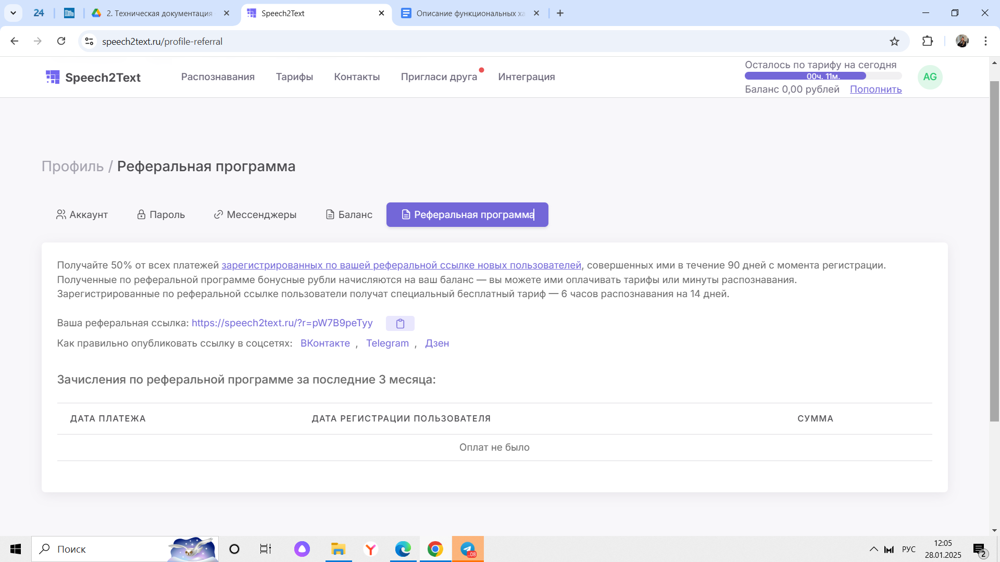 24
2. Техническая документация
Speech2Text
Описание функциональных ха
speech2text.ru/profile-referral
Speech2Text
Распознавания
Тарифы
Контакты
Пригласи друга
Интеграция
Осталось по тарифу на сегодня
00ч. 11м.
Баланс 0,00 рублей Пополнить
AG
Профиль / Реферальная программа
Аккаунт
Пароль
Мессенджеры
Баланс
Реферальная программа
Получайте 50% от всех платежей зарегистрированных по вашей реферальной ссылке новых пользователей, совершенных ими в течение 90 дней с момента регистрации.
Полученные по реферальной программе бонусные рубли начисляются на ваш баланс — вы можете ими оплачивать тарифы или минуты распознавания.
Зарегистрированные по реферальной ссылке пользователи получат специальный бесплатный тариф — 6 часов распознавания на 14 дней.
Ваша реферальная ссылка: https://speech2text.ru/?r=pW7B9peTyy
Как правильно опубликовать ссылку в соцсетях: ВКонтакте , Telegram , Дзен
Зачисления по реферальной программе за последние 3 месяца:
ДАТА ПЛАТЕЖА
ДАТА РЕГИСТРАЦИИ ПОЛЬЗОВАТЕЛЯ
СУММА
Оплат не было
Поиск
..08
РУС
12:05
28.01.2025
2